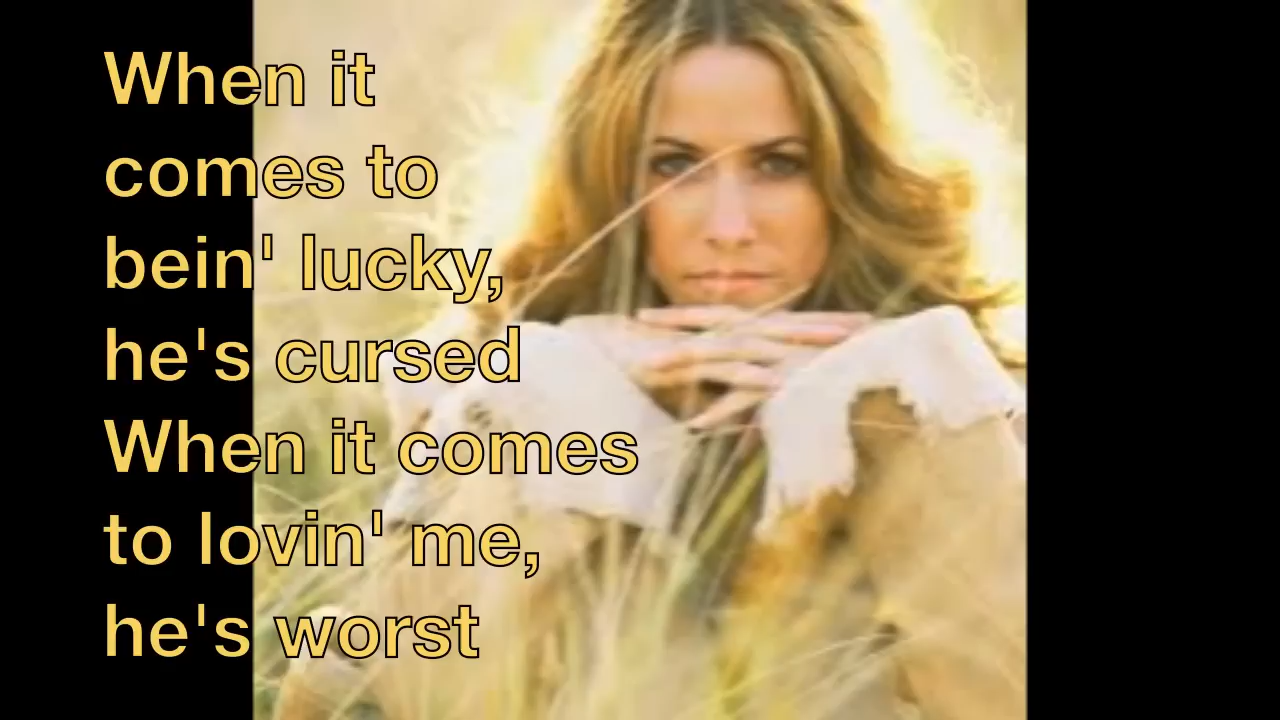 When it
comes to
bein' lucky,
he's cursed
When it comes
to lovin' me,
he's worst